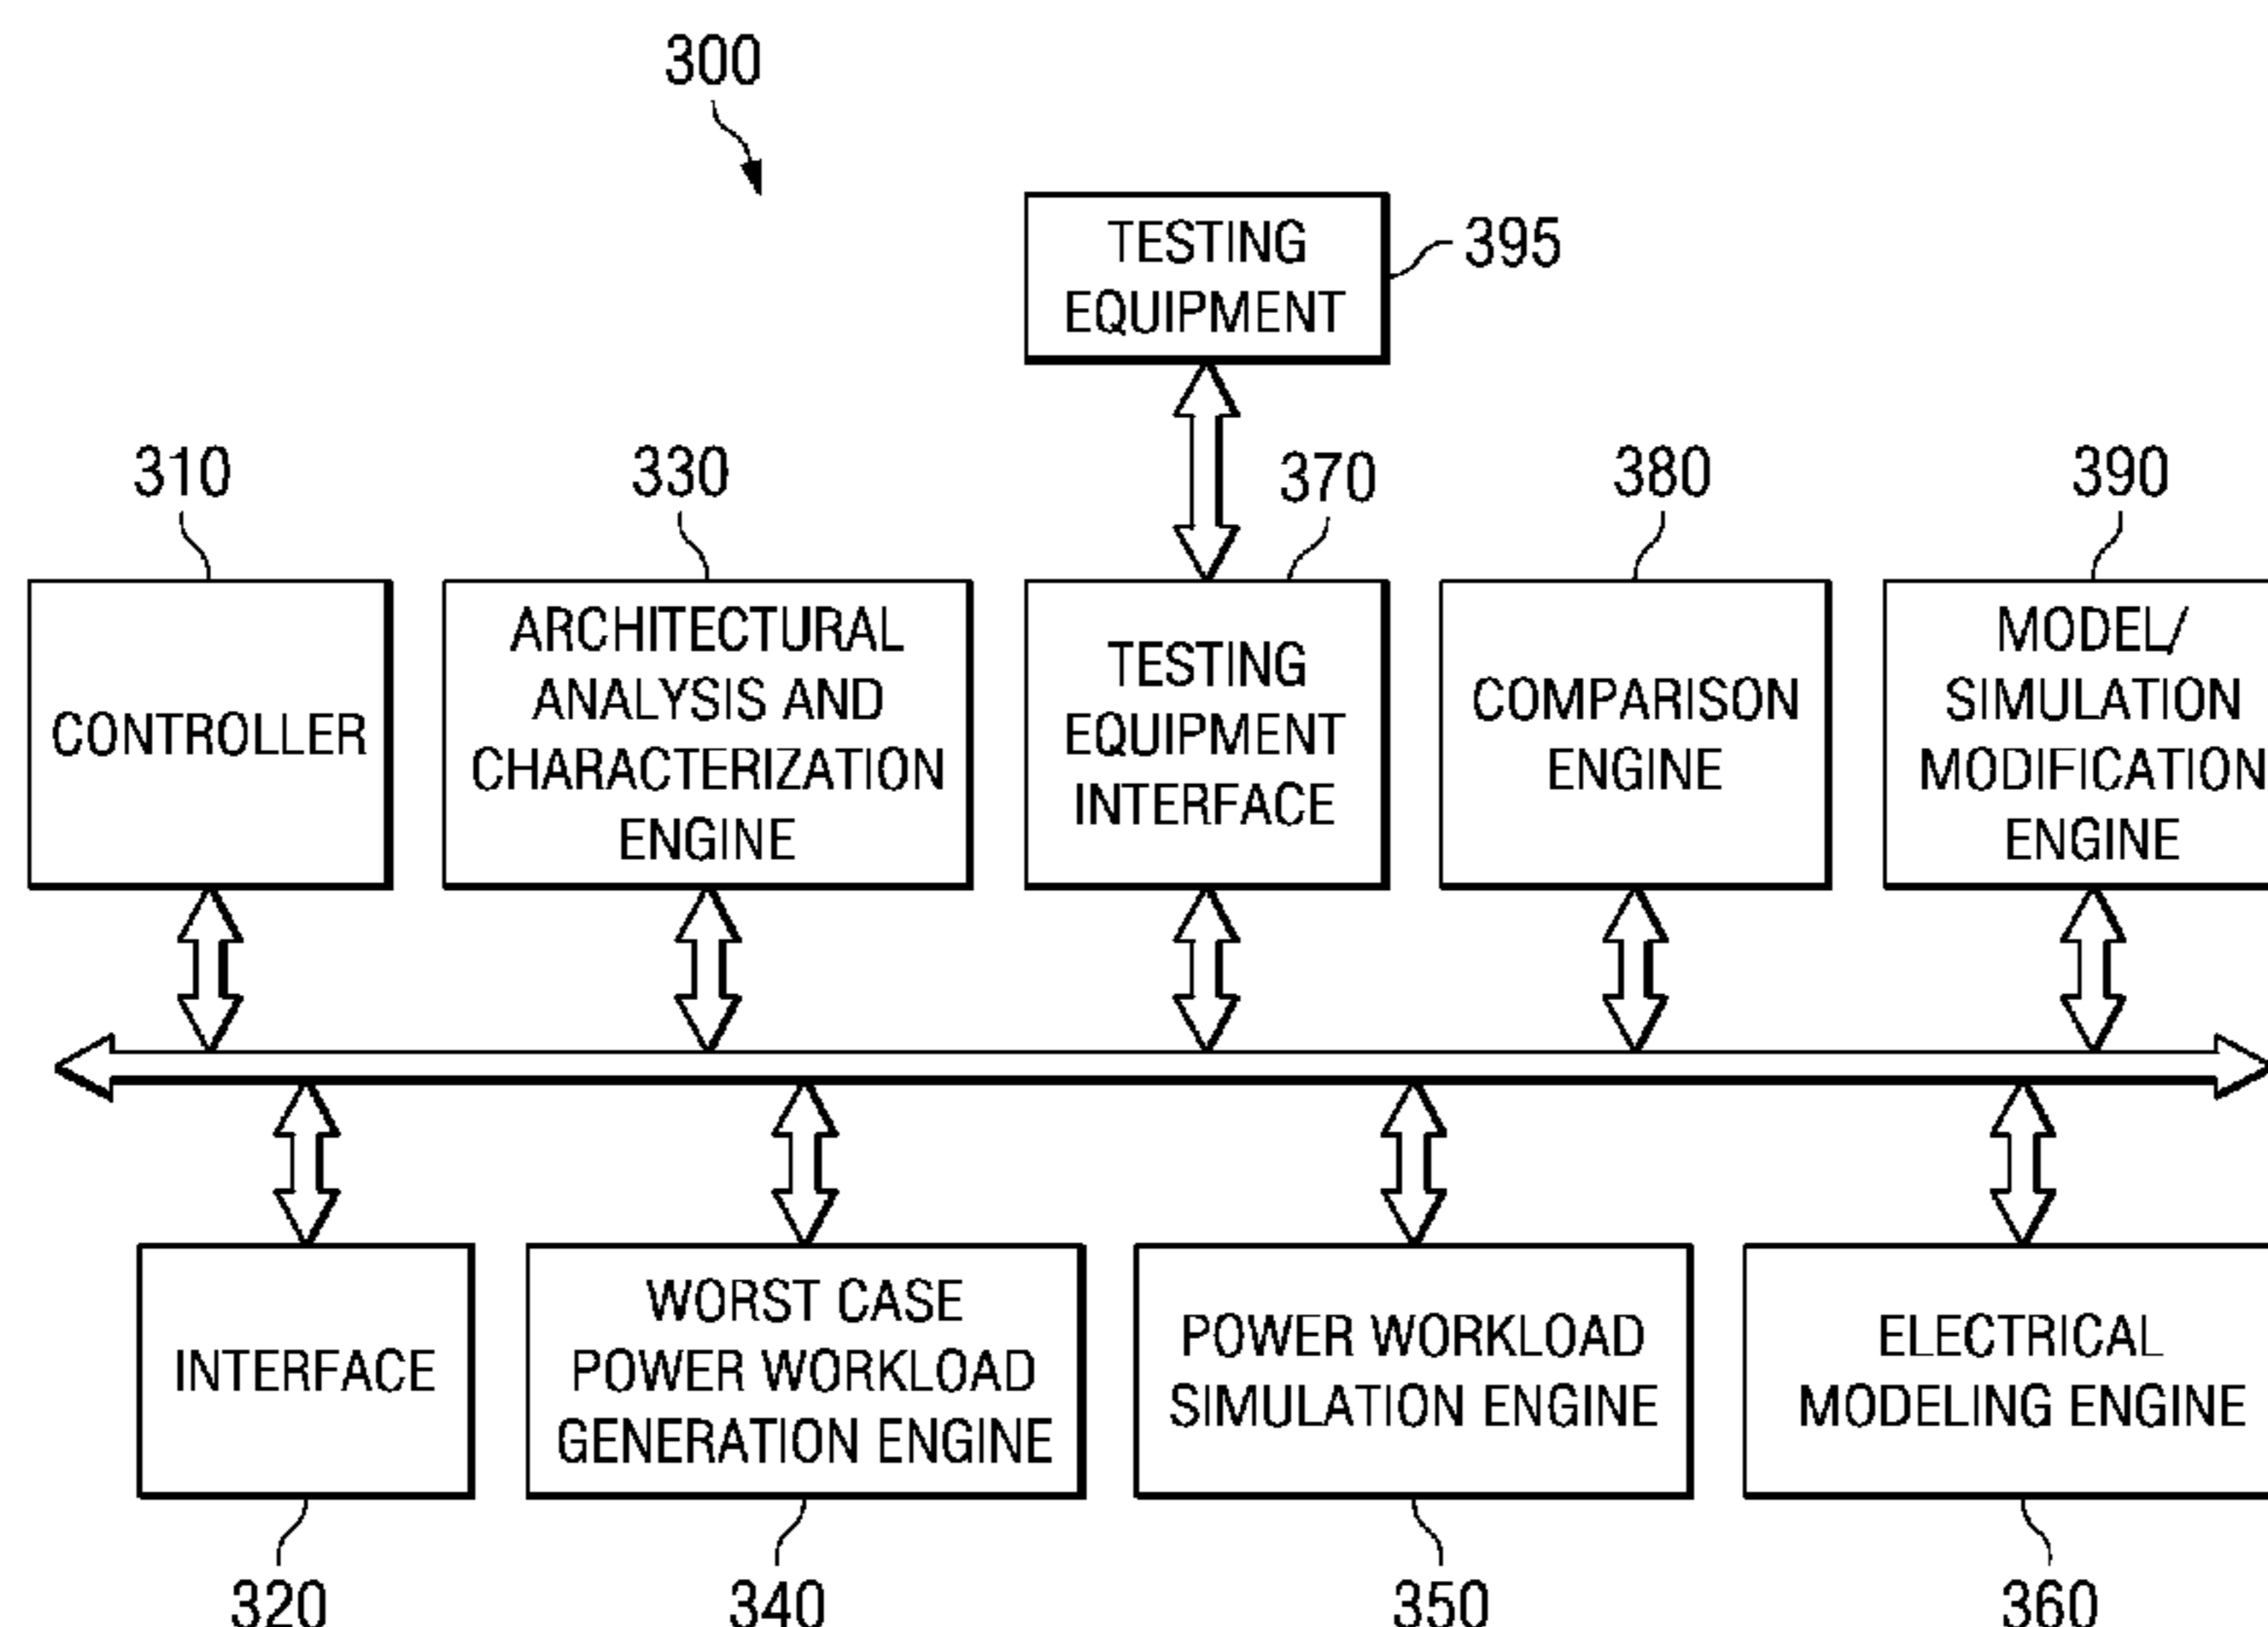 300
TESTING
EQUIPMENT
395
310
330
370
380
390
CONTROLLER
ARCHITECTURAL
ANALYSIS AND
CHARACTERIZATION
ENGINE
TESTING
EQUIPMENT
INTERFACE
COMPARISON
ENGINE
MODEL/
SIMULATION
MODIFICATION
ENGINE
INTERFACE
WORST CASE
POWER WORKLOAD
GENERATION ENGINE
POWER WORKLOAD
SIMULATION ENGINE
ELECTRICAL
MODELING ENGINE
320
340
350
360